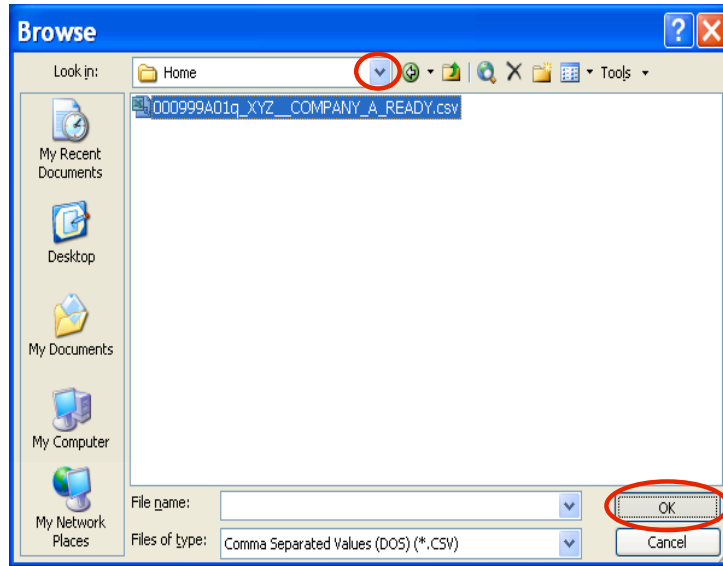 Browse
Look in: Home Tools
000999A01q_XYZ__COMPANY_A_READY.csv
My Recent
Documents
Desktop
My Documents
My Computer
My Network
Places
File name: OK
Files of type: Comma Separated Values (DOS) (*.CSV) Cancel